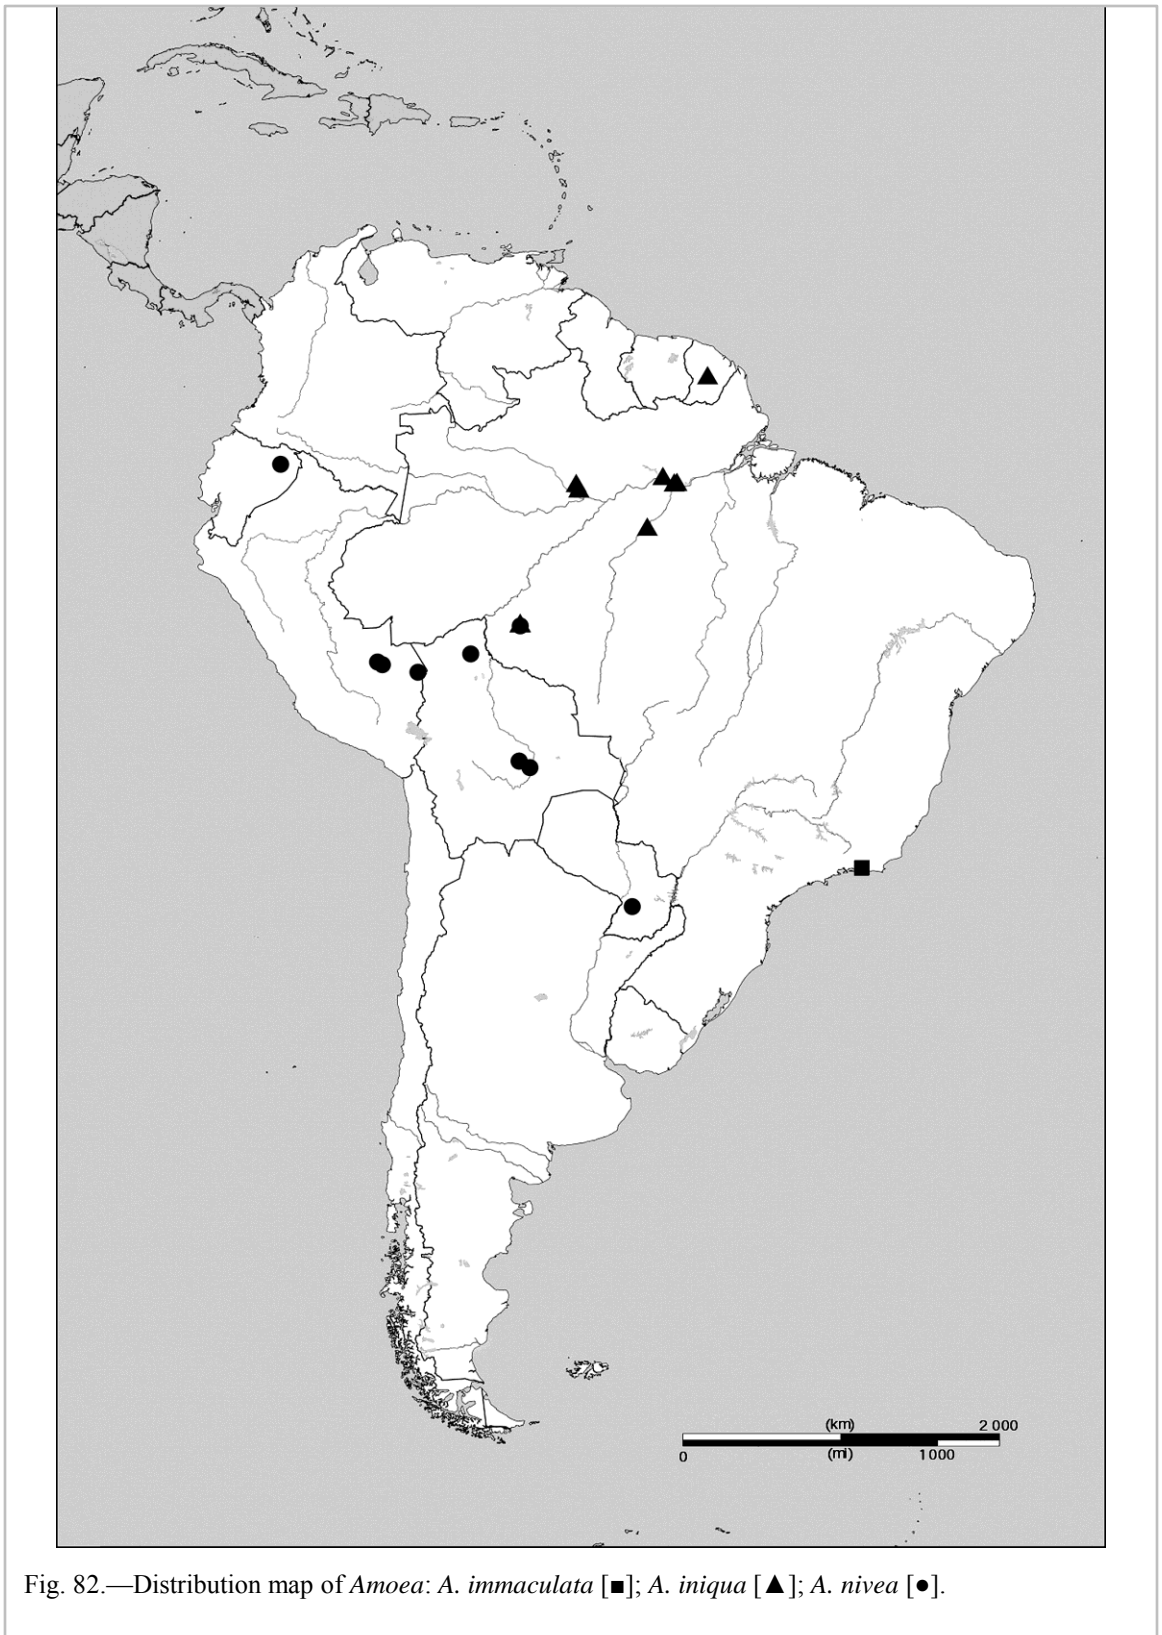 (km) 2 000
0 (mi) 1000
Fig. 82.—Distribution map of Amoea: A. immaculata [■]; A. iniqua [▲]; A. nivea [●].